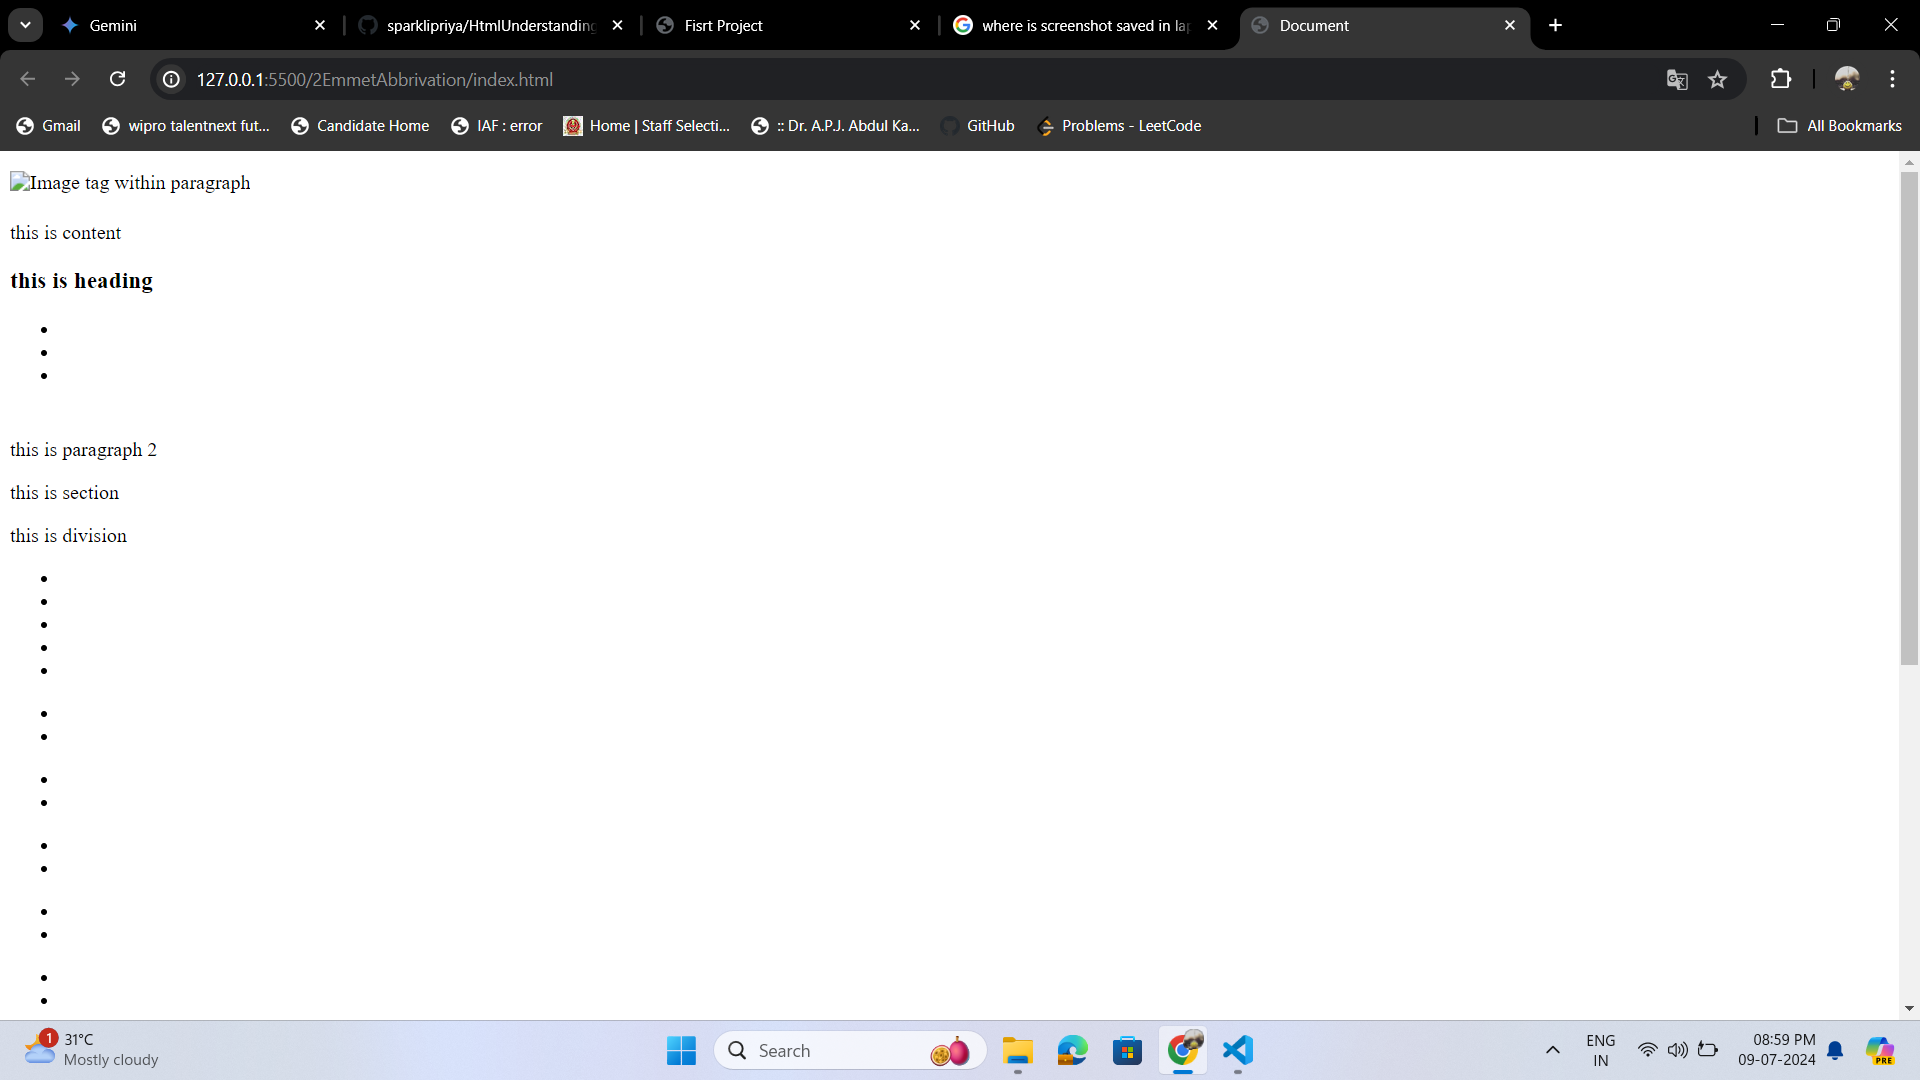 Gemini
sparklipriya/HtmlUnderstanding
Fisrt Project
where is screenshot saved in lap
Document
127.0.0.1:5500/2EmmetAbbrivation/index.html
Gmail
wipro talentnext fut...
Candidate Home
IAF : error
Home | Staff Selecti...
:: Dr. A.P.J. Abdul Ka...
GitHub
Problems - LeetCode
All Bookmarks
Image tag within paragraph
this is content
this is heading
this is paragraph 2
this is section
this is division
1
31°C
Mostly cloudy
Search
ENG
IN
08:59 PM
09-07-2024
PRE